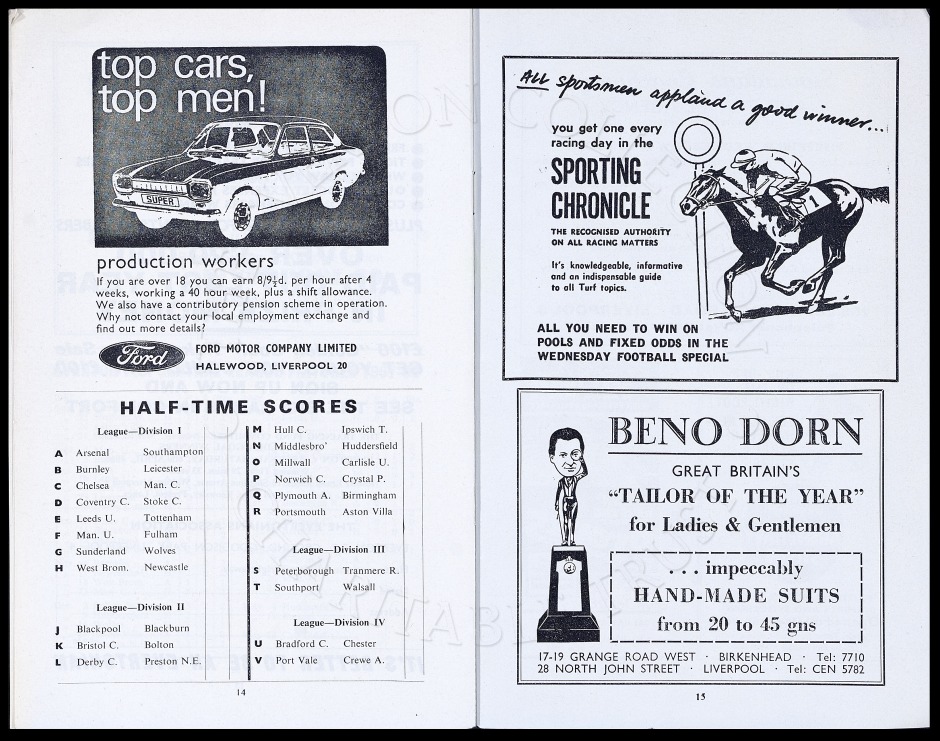 top cars,
top men!
SUPER
production workers
If you are over 18 you can earn 8/9½d. per hour after 4
weeks, working a 40 hour week, plus a shift allowance.
We also have a contributory pension scheme in operation.
Why not contact your local employment exchange and
find out more details?
Ford
FORD MOTOR COMPANY LIMITED
HALEWOOD, LIVERPOOL 20
HALF-TIME SCORES
League—Division I
A Arsenal Southampton
B Burnley Leicester
C Chelsea Man. C.
D Coventry C. Stoke C.
E Leeds U. Tottenham
F Man. U. Fulham
G Sunderland Wolves
H West Brom. Newcastle
League—Division II
J Blackpool Blackburn
K Bristol C. Bolton
L Derby C. Preston N.E.
M Hull C. Ipswich T.
N Middlesbro' Huddersfield
O Millwall Carlisle U.
P Norwich C. Crystal P.
Q Plymouth A. Birmingham
R Portsmouth Aston Villa
League—Division III
S Peterborough Tranmere R.
T Southport Walsall
League—Division IV
U Bradford C. Chester
V Port Vale Crewe A.
14
ALL sportsmen applaud a good winner...
you get one every
racing day in the
SPORTING
CHRONICLE
THE RECOGNISED AUTHORITY
ON ALL RACING MATTERS
It's knowledgeable, informative
and an indispensable guide
to all Turf topics.
1
ALL YOU NEED TO WIN ON
POOLS AND FIXED ODDS IN THE
WEDNESDAY FOOTBALL SPECIAL
BENO DORN
GREAT BRITAIN'S
"TAILOR OF THE YEAR"
for Ladies & Gentlemen
. . . impeccably
HAND-MADE SUITS
from 20 to 45 gns
17-19 GRANGE ROAD WEST · BIRKENHEAD · Tel: 7710
28 NORTH JOHN STREET · LIVERPOOL · Tel: CEN 5782
15